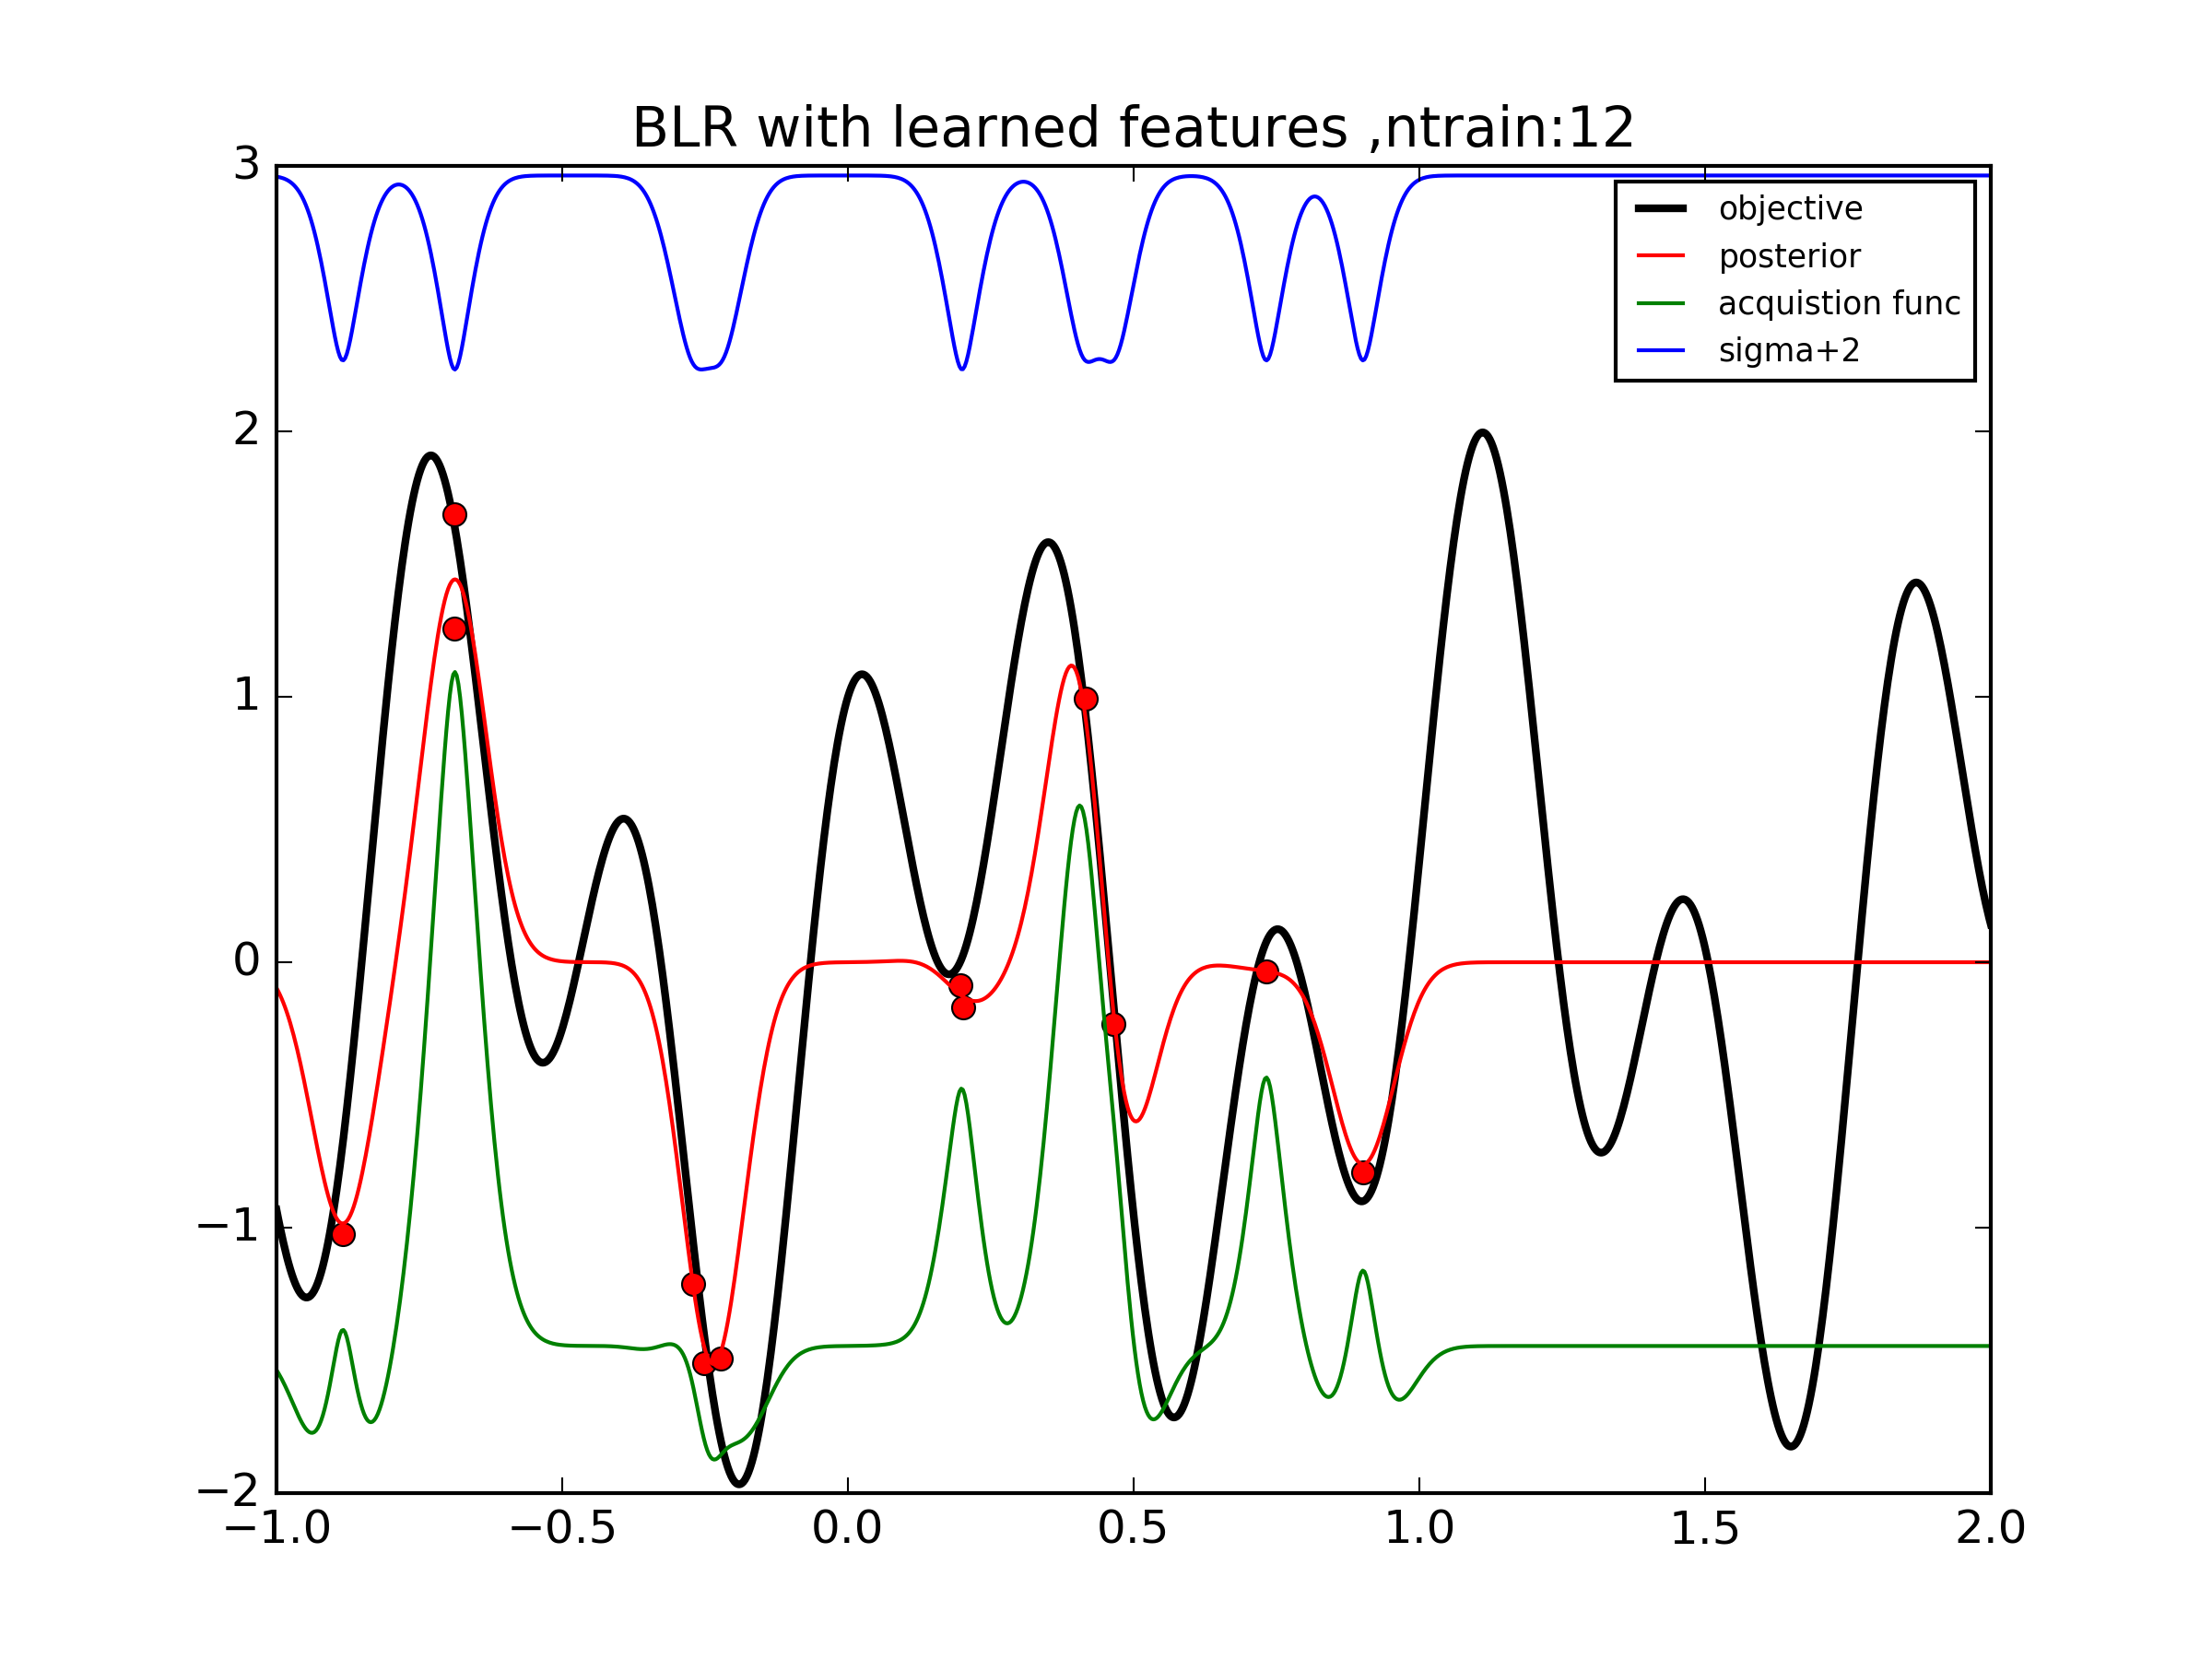 BLR with learned features ,ntrain:12
3
2
1
0
−1
−2
objective
posterior
acquistion func
sigma+2
−1.0 −0.5 0.0 0.5 1.0 1.5 2.0